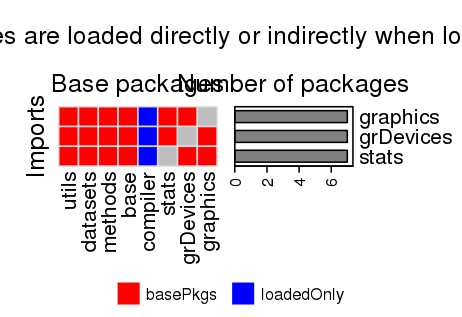 es are loaded directly or indirectly when lo
Base packages
Number of packages
Imports
graphics
grDevices
stats
utils
datasets
methods
base
compiler
stats
grDevices
graphics
0
2
4
6
basePkgs
loadedOnly